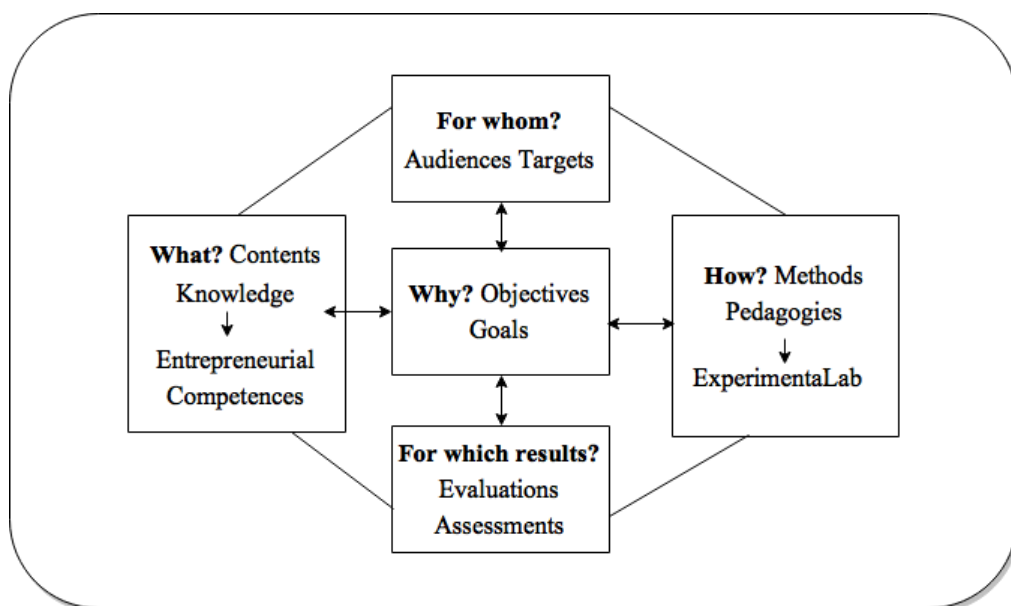 For whom?
Audiences Targets
What? Contents
Knowledge
Entrepreneurial
Competences
Why? Objectives
Goals
How? Methods
Pedagogies
ExperimentaLab
For which results?
Evaluations
Assessments